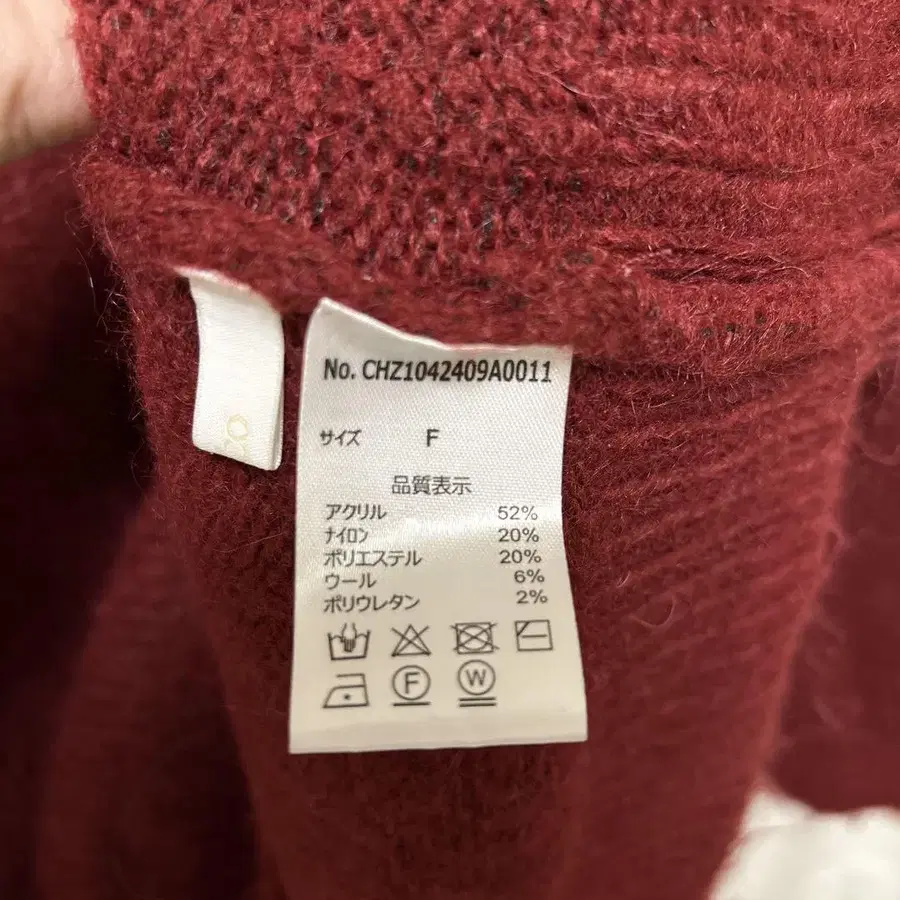 No. CHZ1042409A0011
サイズ F
品質表示
アクリル 52%
ナイロン 20%
ポリエステル 20%
ウール 6%
ポリウレタン 2%
F W